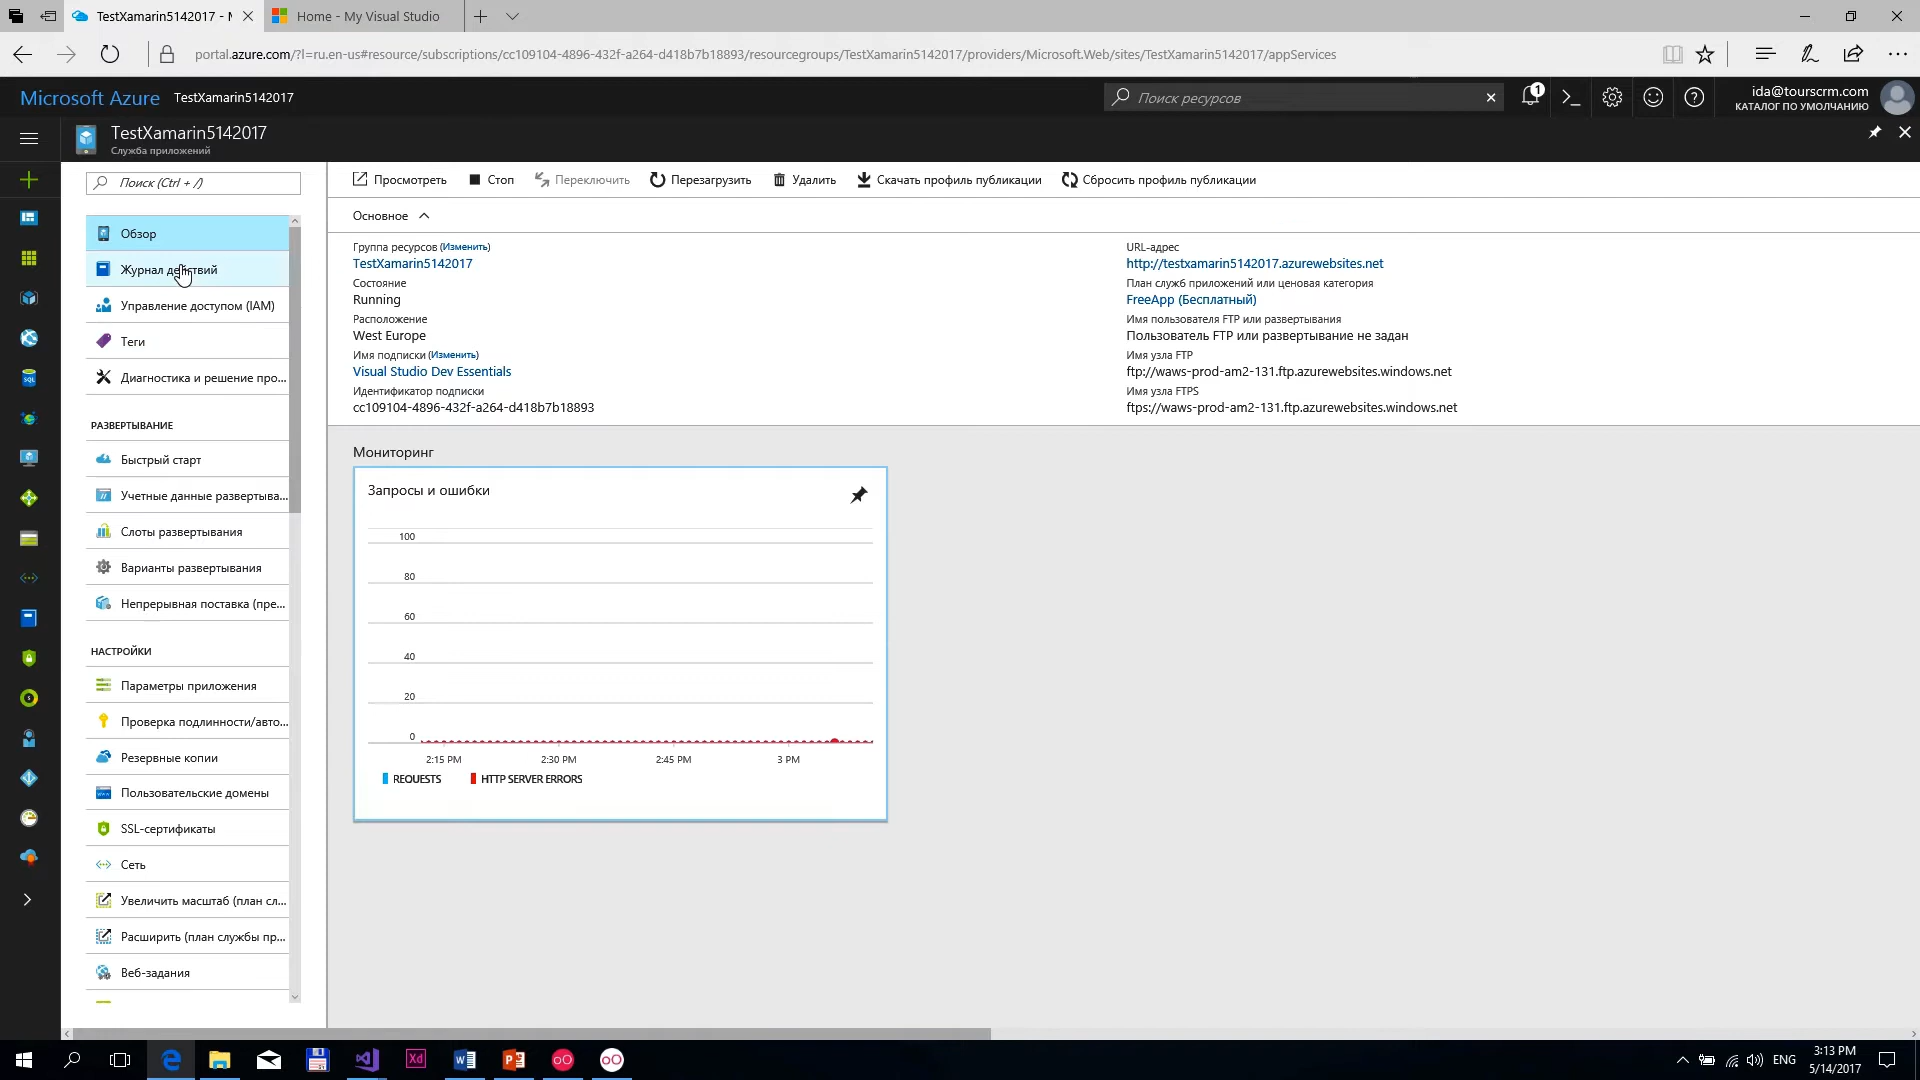 TestXamarin5142017 - M
Home - My Visual Studio
portal.azure.com/?l=ru.en-us#resource/subscriptions/cc109104-4896-432f-a264-d418b7b18893/resourcegroups/TestXamarin5142017/providers/Microsoft.Web/sites/TestXamarin5142017/appServices
Microsoft Azure TestXamarin5142017
Поиск ресурсов
1
ida@tourscrm.com
КАТАЛОГ ПО УМОЛЧАНИЮ
TestXamarin5142017
Служба приложений
Поиск (Ctrl + /)
Обзор
Журнал действий
Управление доступом (IAM)
Теги
Диагностика и решение про...
РАЗВЕРТЫВАНИЕ
Быстрый старт
Учетные данные развертыва...
Слоты развертывания
Варианты развертывания
Непрерывная поставка (пре...
НАСТРОЙКИ
Параметры приложения
Проверка подлинности/авто...
Резервные копии
Пользовательские домены
SSL-сертификаты
Сеть
Увеличить масштаб (план сл...
Расширить (план службы пр...
Веб-задания
Просмотреть Стоп Переключить Перезагрузить Удалить Скачать профиль публикации Сбросить профиль публикации
Основное
Группа ресурсов (Изменить)
TestXamarin5142017
Состояние
Running
Расположение
West Europe
Имя подписки (Изменить)
Visual Studio Dev Essentials
Идентификатор подписки
cc109104-4896-432f-a264-d418b7b18893
URL-адрес
http://testxamarin5142017.azurewebsites.net
План служб приложений или ценовая категория
FreeApp (Бесплатный)
Имя пользователя FTP или развертывания
Пользователь FTP или развертывание не задан
Имя узла FTP
ftp://waws-prod-am2-131.ftp.azurewebsites.windows.net
Имя узла FTPS
ftps://waws-prod-am2-131.ftp.azurewebsites.windows.net
Мониторинг
Запросы и ошибки
100
80
60
40
20
0
2:15 PM 2:30 PM 2:45 PM 3 PM
REQUESTS HTTP SERVER ERRORS
ENG
3:13 PM
5/14/2017